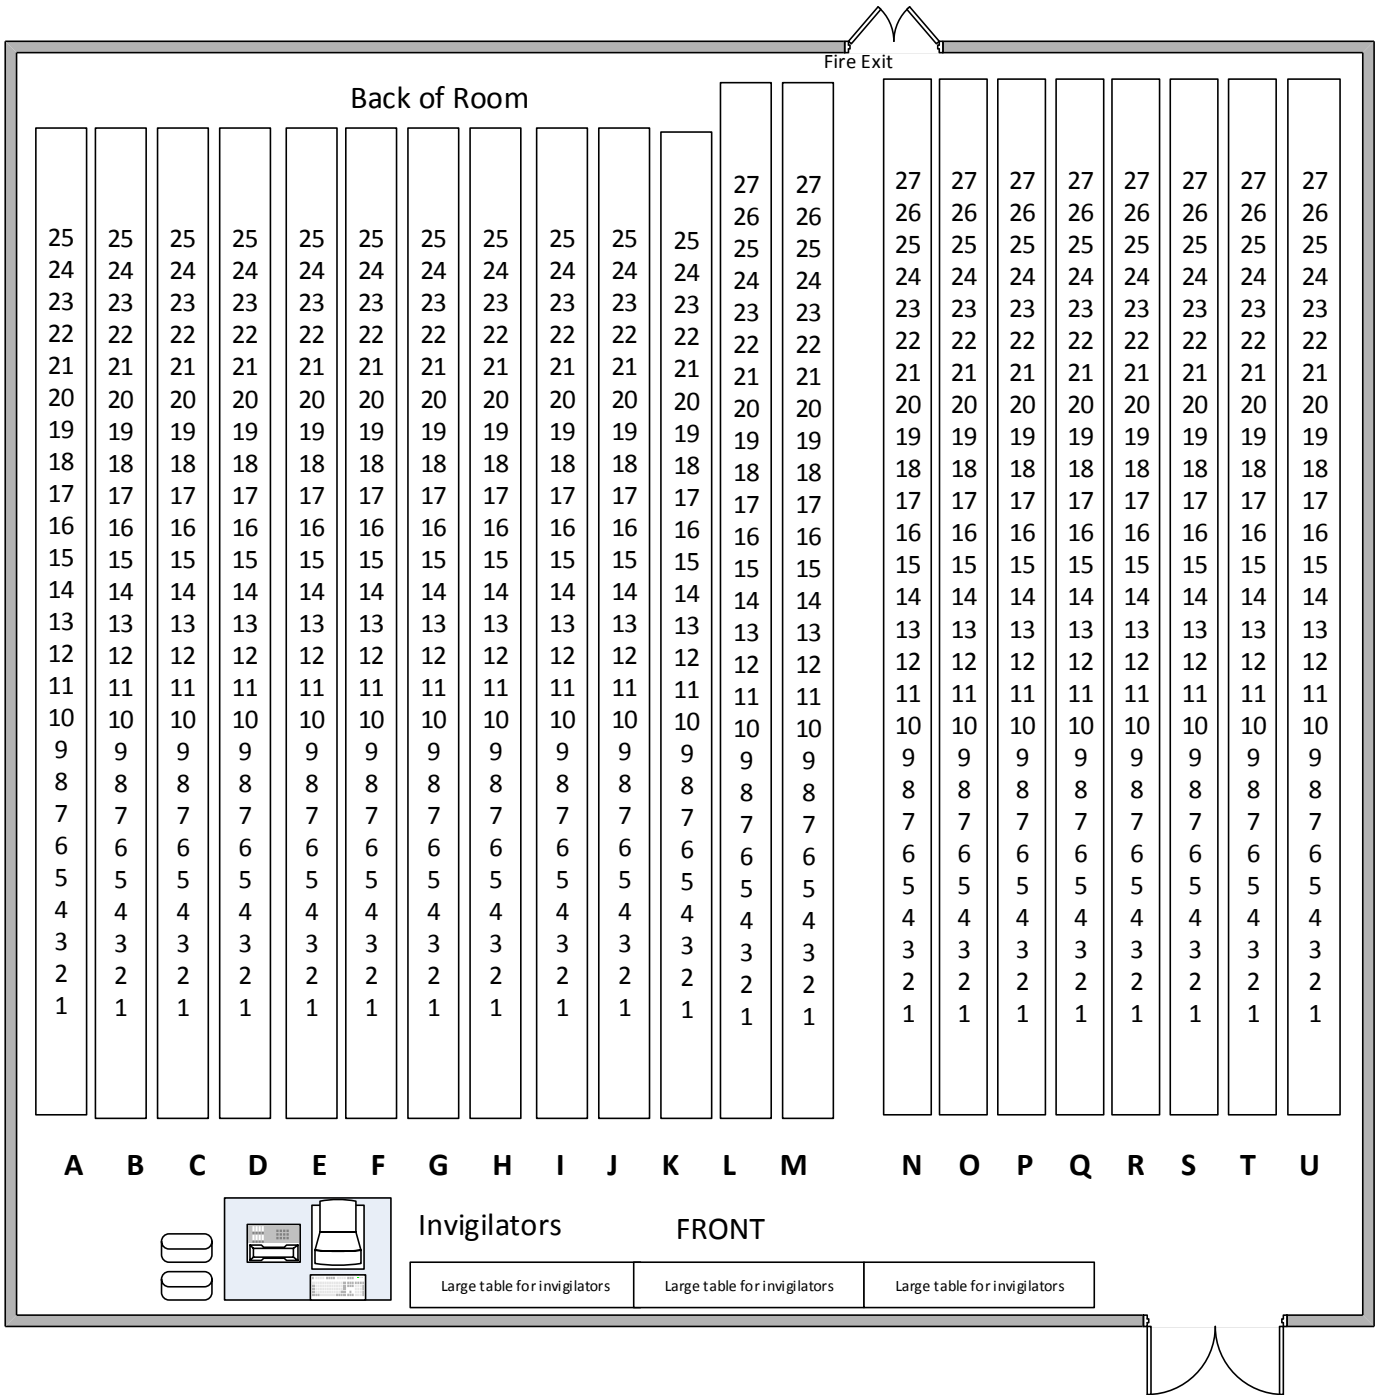 Fire Exit
Back of Room
27 27 27 27 27 27 27 27 27 27
26 26 26 26 26 26 26 26 26 26
25 25 25 25 25 25 25 25 25 25 25 25 25 25 25 25 25 25 25 25 25
24 24 24 24 24 24 24 24 24 24 24 24 24 24 24 24 24 24 24 24 24
23 23 23 23 23 23 23 23 23 23 23 23 23 23 23 23 23 23 23 23 23
22 22 22 22 22 22 22 22 22 22 22 22 22 22 22 22 22 22 22 22 22
21 21 21 21 21 21 21 21 21 21 21 21 21 21 21 21 21 21 21 21 21
20 20 20 20 20 20 20 20 20 20 20 20 20 20 20 20 20 20 20 20 20
19 19 19 19 19 19 19 19 19 19 19 19 19 19 19 19 19 19 19 19 19
18 18 18 18 18 18 18 18 18 18 18 18 18 18 18 18 18 18 18 18 18
17 17 17 17 17 17 17 17 17 17 17 17 17 17 17 17 17 17 17 17 17
16 16 16 16 16 16 16 16 16 16 16 16 16 16 16 16 16 16 16 16 16
15 15 15 15 15 15 15 15 15 15 15 15 15 15 15 15 15 15 15 15 15
14 14 14 14 14 14 14 14 14 14 14 14 14 14 14 14 14 14 14 14 14
13 13 13 13 13 13 13 13 13 13 13 13 13 13 13 13 13 13 13 13 13
12 12 12 12 12 12 12 12 12 12 12 12 12 12 12 12 12 12 12 12 12
11 11 11 11 11 11 11 11 11 11 11 11 11 11 11 11 11 11 11 11 11
10 10 10 10 10 10 10 10 10 10 10 10 10 10 10 10 10 10 10 10 10
9 9 9 9 9 9 9 9 9 9 9 9 9 9 9 9 9 9 9 9 9
8 8 8 8 8 8 8 8 8 8 8 8 8 8 8 8 8 8 8 8 8
7 7 7 7 7 7 7 7 7 7 7 7 7 7 7 7 7 7 7 7 7
6 6 6 6 6 6 6 6 6 6 6 6 6 6 6 6 6 6 6 6 6
5 5 5 5 5 5 5 5 5 5 5 5 5 5 5 5 5 5 5 5 5
4 4 4 4 4 4 4 4 4 4 4 4 4 4 4 4 4 4 4 4 4
3 3 3 3 3 3 3 3 3 3 3 3 3 3 3 3 3 3 3 3 3
2 2 2 2 2 2 2 2 2 2 2 2 2 2 2 2 2 2 2 2 2
1 1 1 1 1 1 1 1 1 1 1 1 1 1 1 1 1 1 1 1 1
A B C D E F G H I J K L M N O P Q R S T U
Invigilators FRONT
Large table for invigilators Large table for invigilators Large table for invigilators